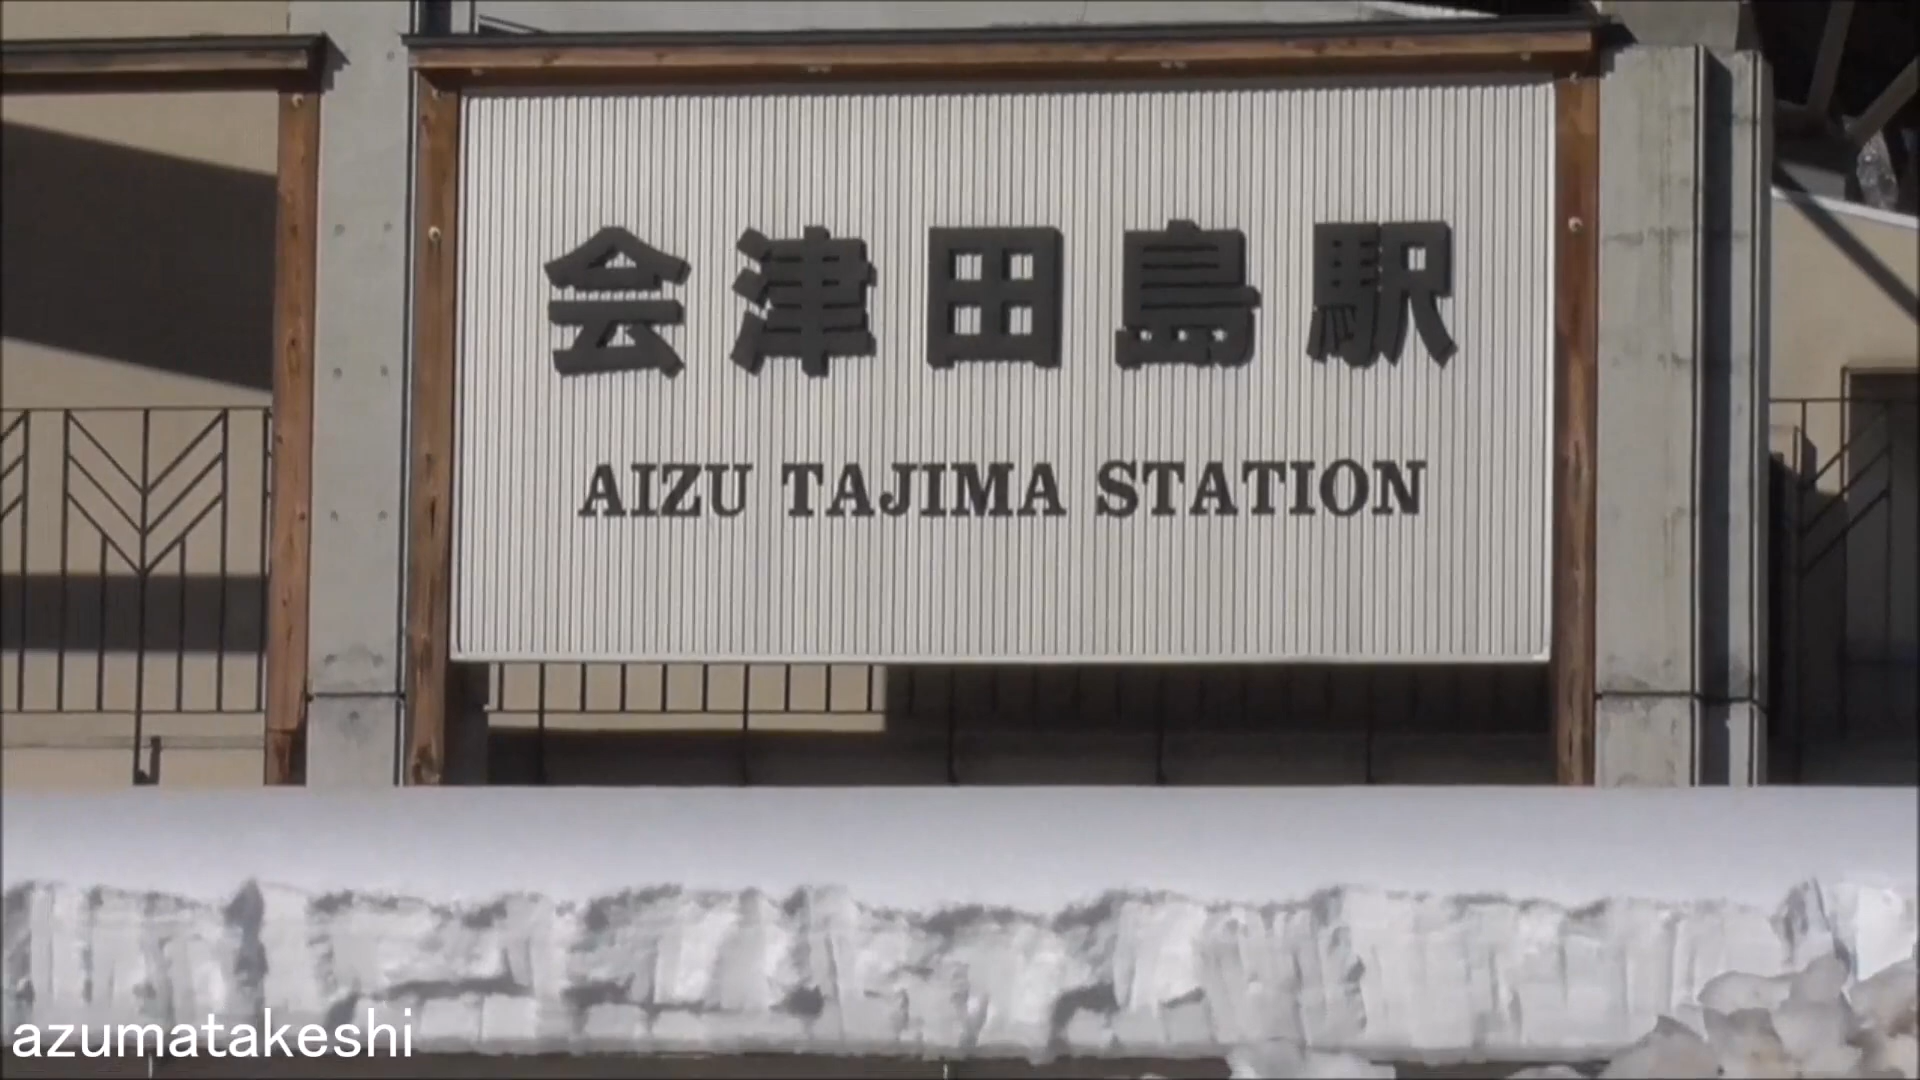 会津田島駅
AIZU TAJIMA STATION
azumatakeshi